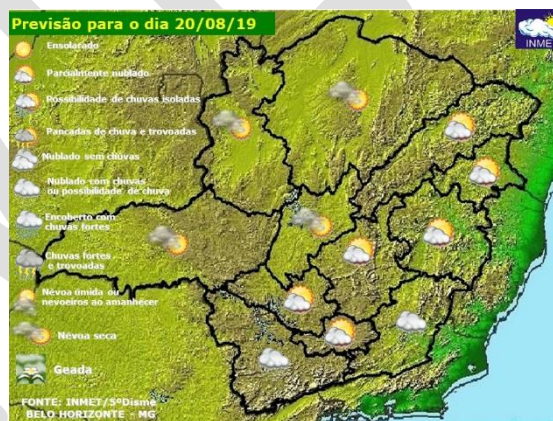 Previsão para o dia 20/08/19
INMET
Ensolarado
Parcialmente nublado
Possibilidade de chuvas isoladas
Pancadas de chuva e trovoadas
Nublado sem chuvas
Nublado com chuvas
ou possibilidade de chuva
Encoberto com
chuvas fortes
Chuvas fortes
e trovoadas
Névoa úmida ou
nevoeiros ao amanhecer
Névoa seca
Geada
FONTE: INMET/5ºDisme
BELO HORIZONTE - MG